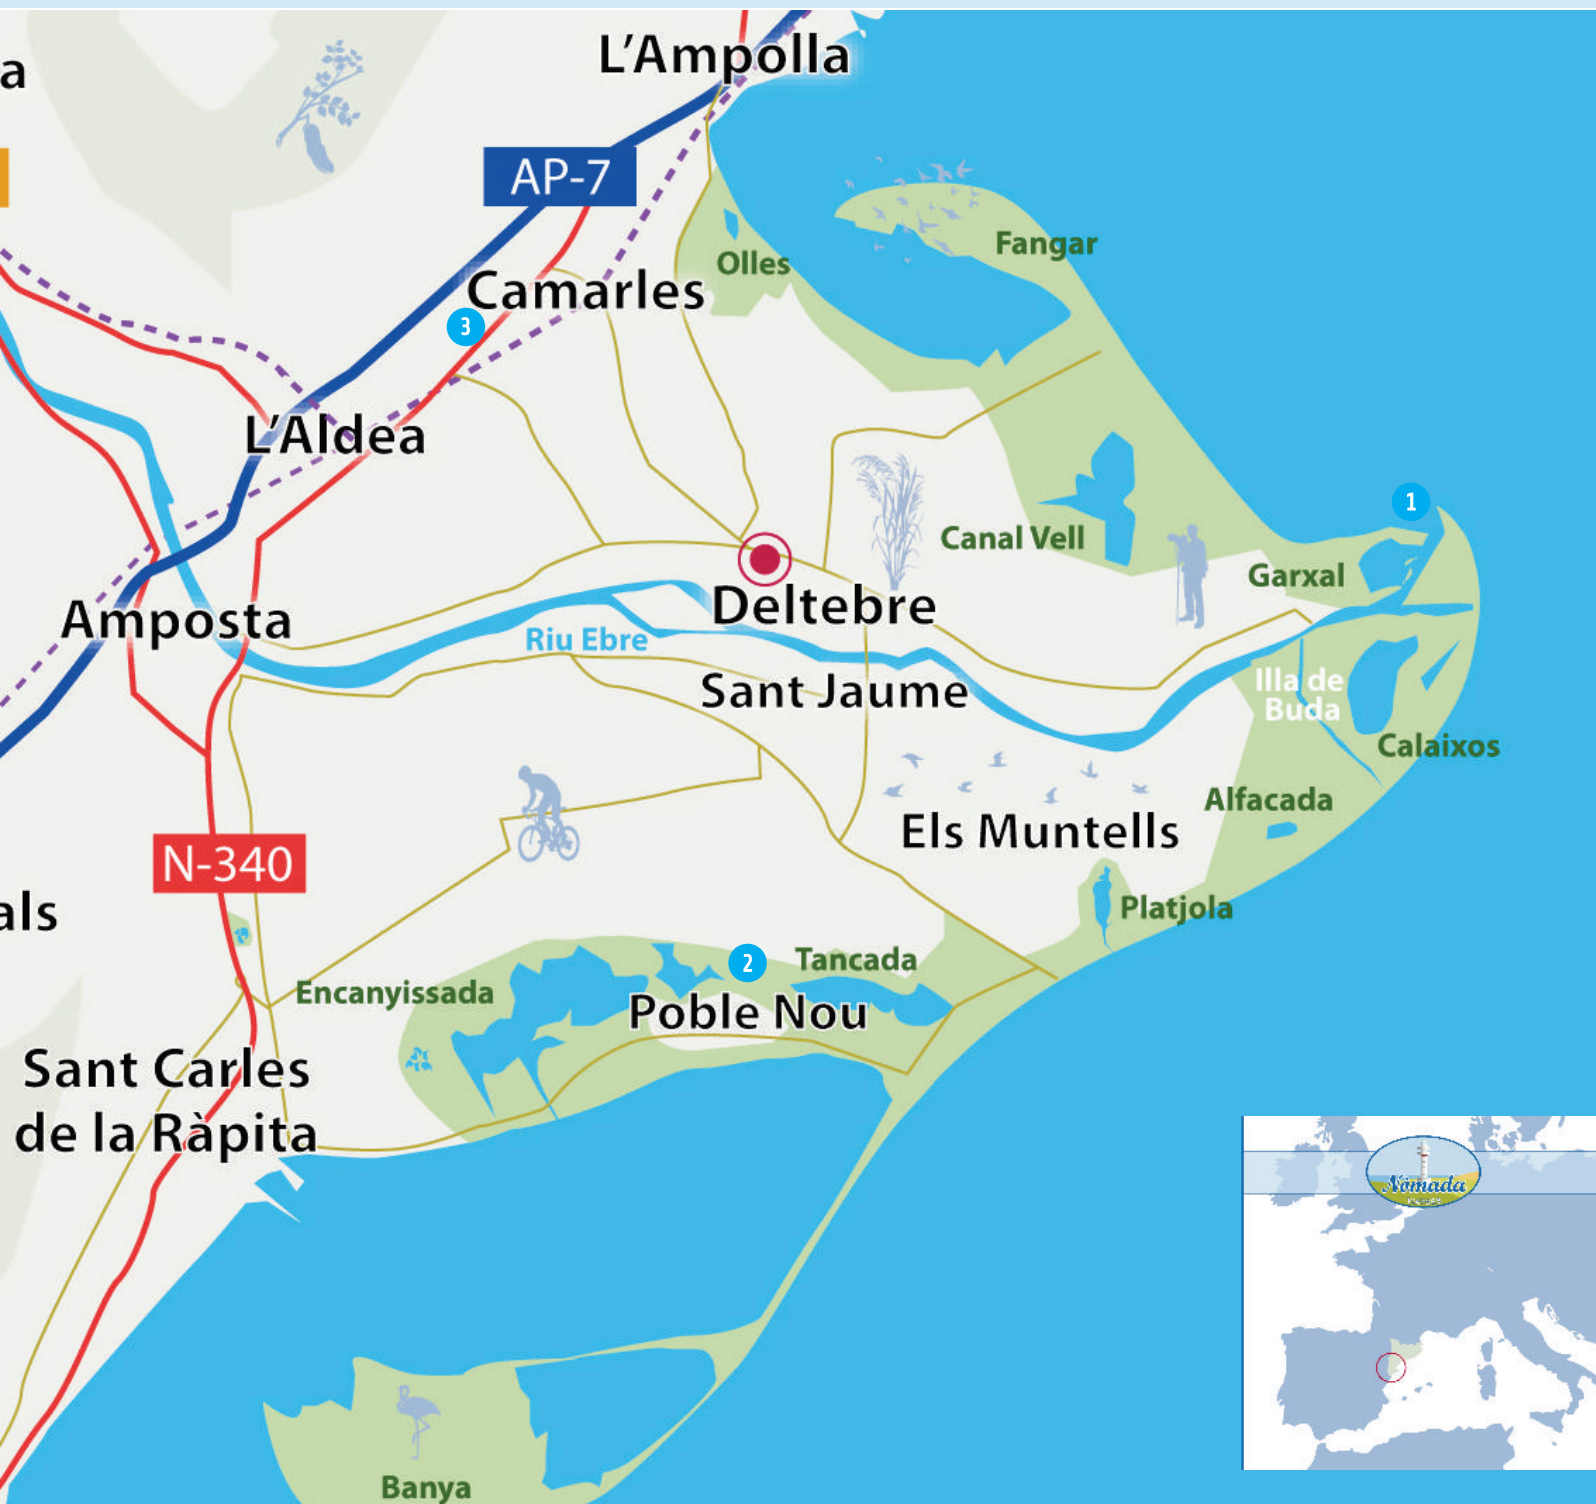 L'Ampolla
a
AP-7
Fangar
Olles
Camarles
3
L'Aldea
1
Canal Vell
Garxal
Deltebre
Amposta
Riu Ebre
Sant Jaume
Illa de
Buda
Calaixos
Alfacada
Els Muntells
N-340
Platjola
als
Tancada
2
Encanyissada
Poble Nou
Sant Carles
de la Ràpita
Nòmada
Banya